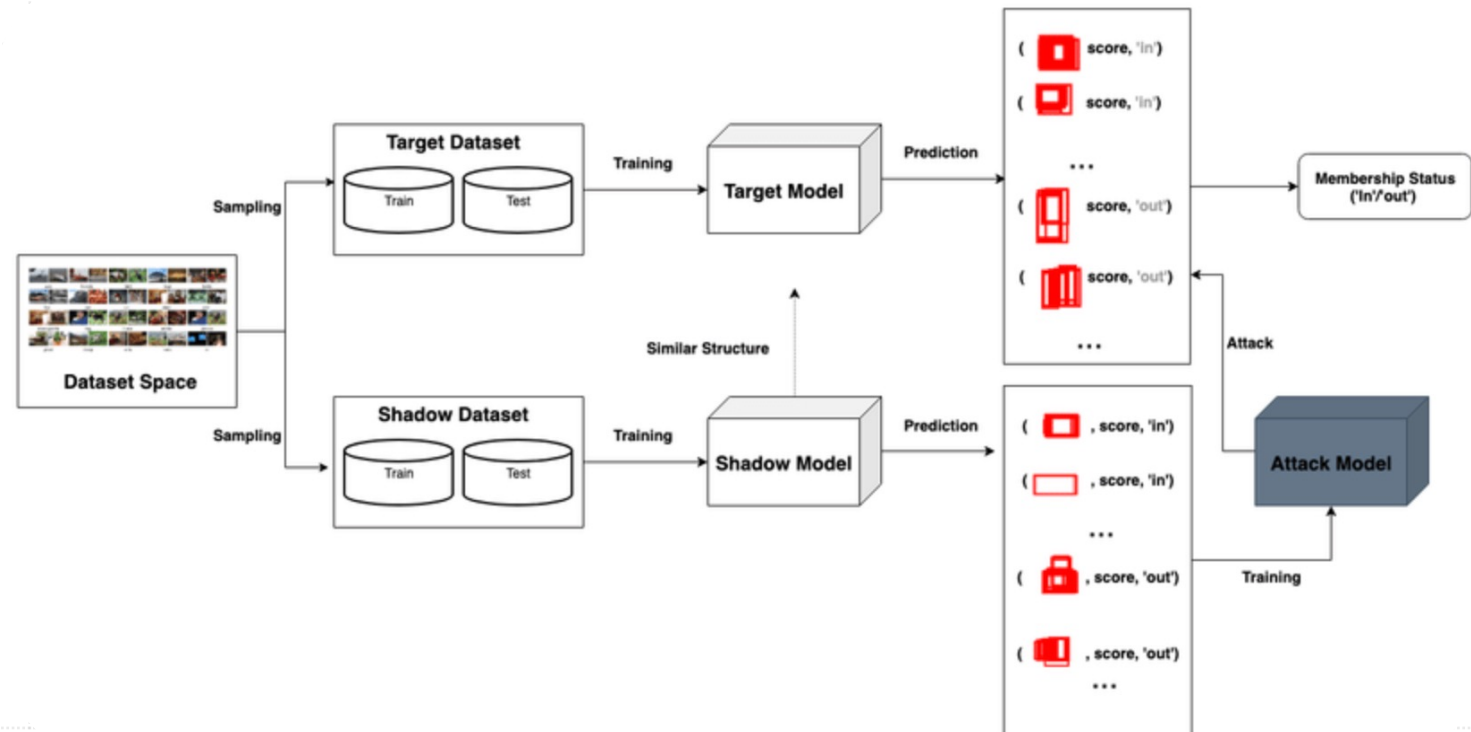 ( score, 'in')
( score, 'in')
...
( score, 'out')
( score, 'out')
...
Target Dataset
Train
Test
Training
Target Model
Prediction
Membership Status
('In'/'out')
Sampling
Dataset Space
Sampling
Similar Structure
Attack
Shadow Dataset
Train
Test
Training
Shadow Model
Prediction
( , score, 'in')
( , score, 'in')
...
( , score, 'out')
( , score, 'out')
...
Attack Model
Training